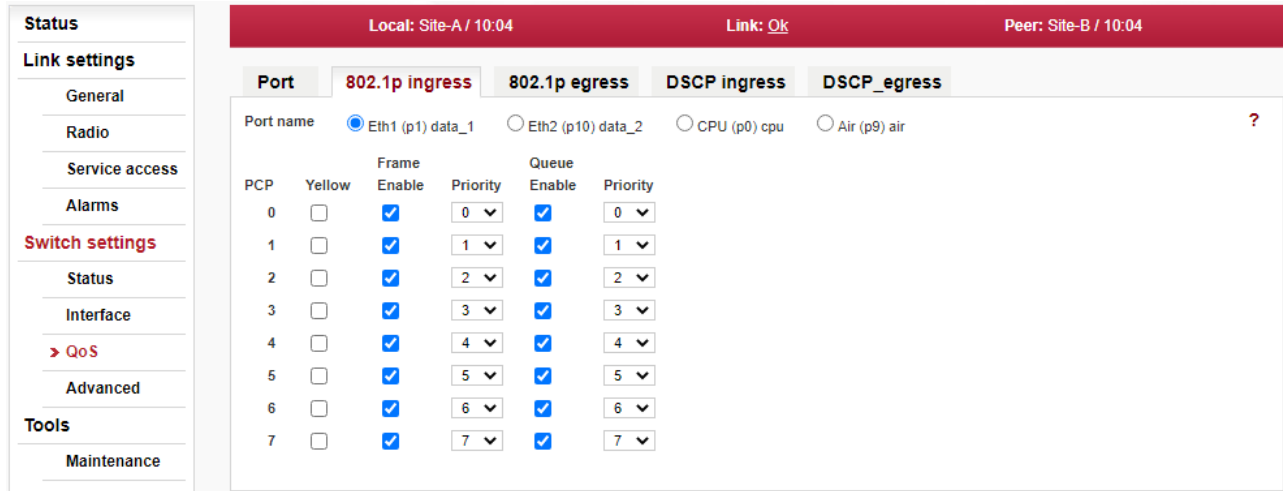 Status
Link settings
General
Radio
Service access
Alarms
Switch settings
Status
Interface
QoS
Advanced
Tools
Maintenance
Local: Site-A / 10:04 Link: Ok Peer: Site-B / 10:04
Port 802.1p ingress 802.1p egress DSCP ingress DSCP_egress
Port name Eth1 (p1) data_1 Eth2 (p10) data_2 CPU (p0) cpu Air (p9) air ?
Frame Queue
PCP Yellow Enable Priority Enable Priority
0 0 0
1 1 1
2 2 2
3 3 3
4 4 4
5 5 5
6 6 6
7 7 7